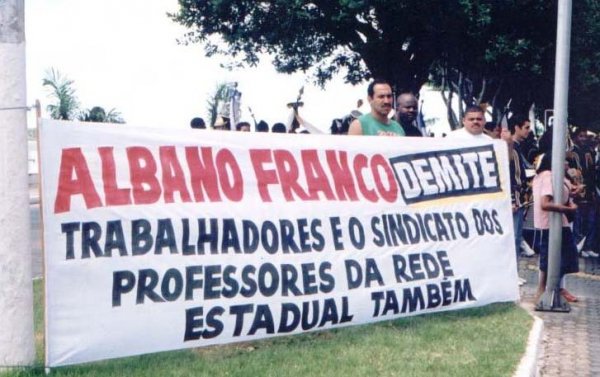 ALBANO FRANCO DEMITE
TRABALHADORES E O SINDICATO DOS
PROFESSORES DA REDE
ESTADUAL TAMBÉM